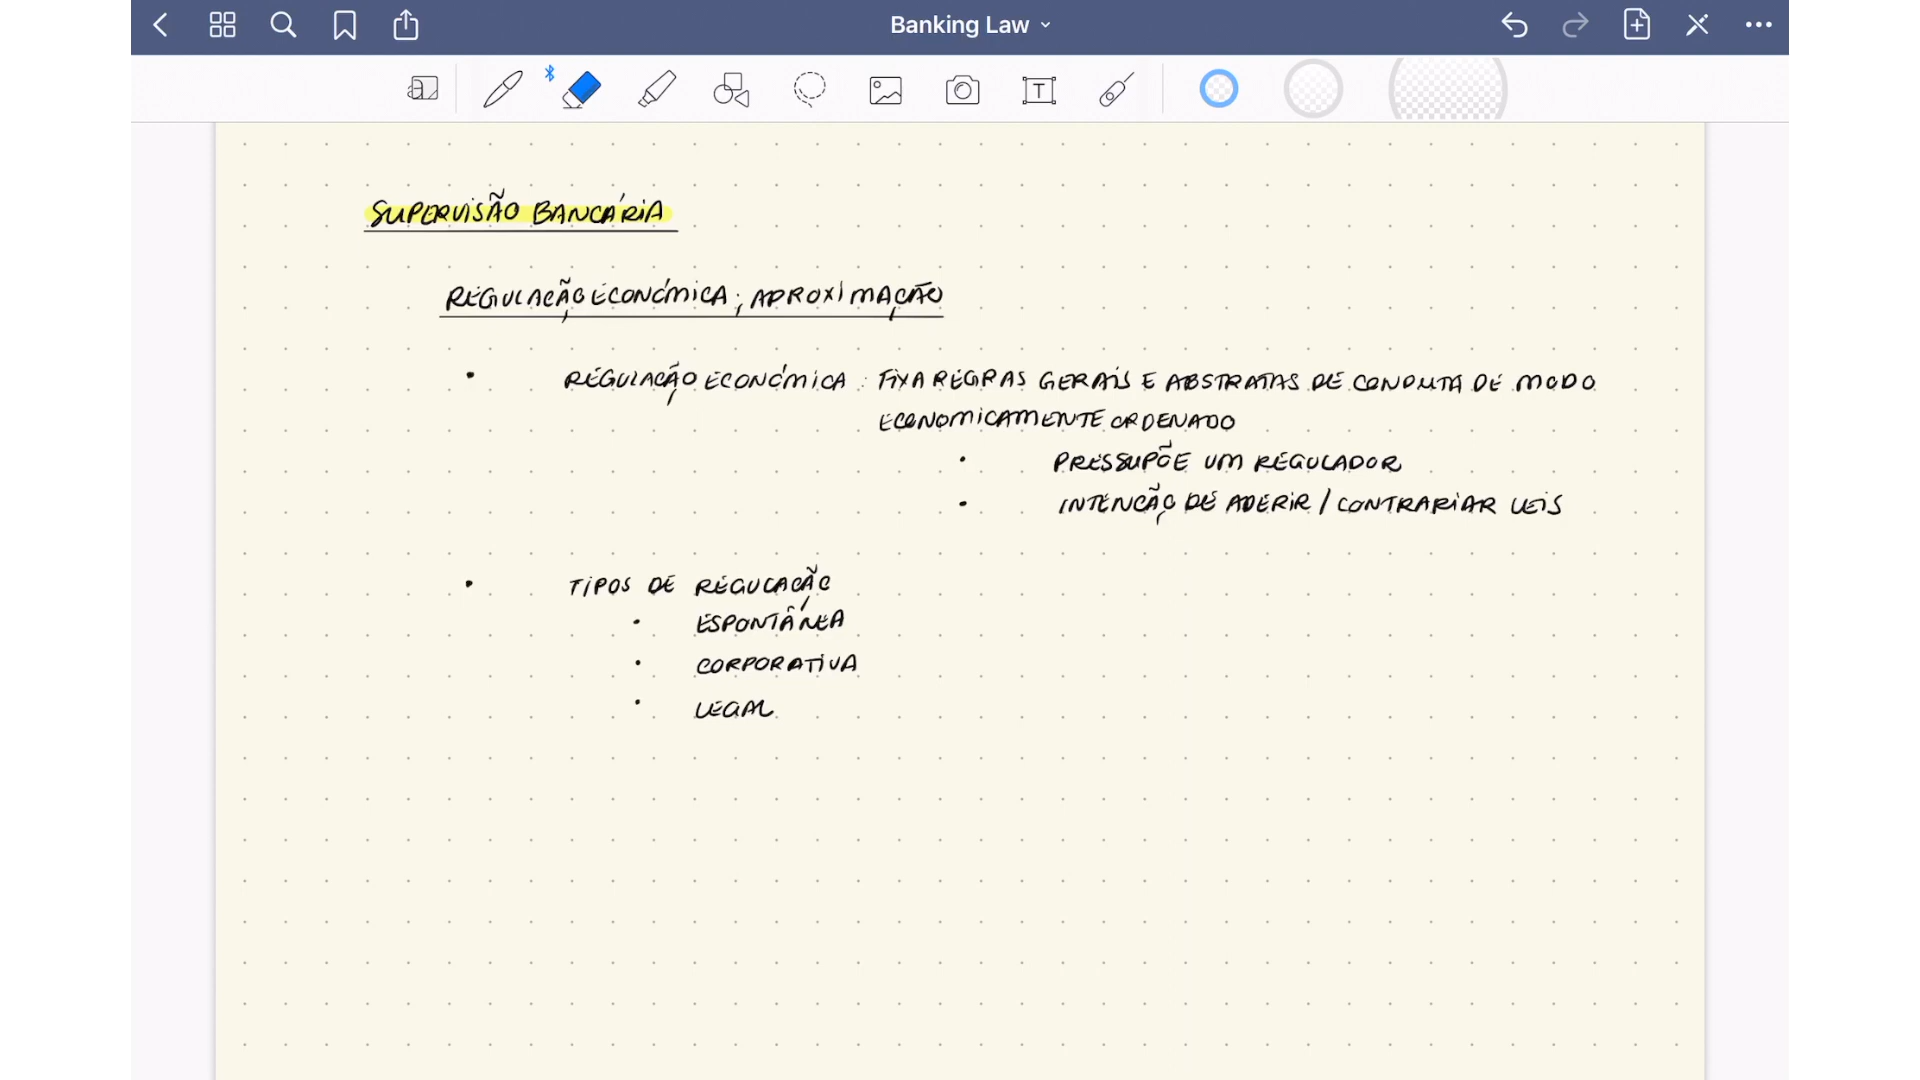 Banking Law
T
SUPERVISÃO BANCÁRIA
REGULAÇÃO ECONÓMICA; APROXIMAÇÃO
• REGULAÇÃO ECONÓMICA: FIXA REGRAS GERAIS E ABSTRATAS DE CONDUTA DE MODO
ECONOMICAMENTE ORDENADO
• PRESSUPÕE UM REGULADOR
• INTENÇÃO DE ADERIR / CONTRARIAR LEIS
• TIPOS DE REGULAÇÃO
• ESPONTÂNEA
• CORPORATIVA
• LEGAL